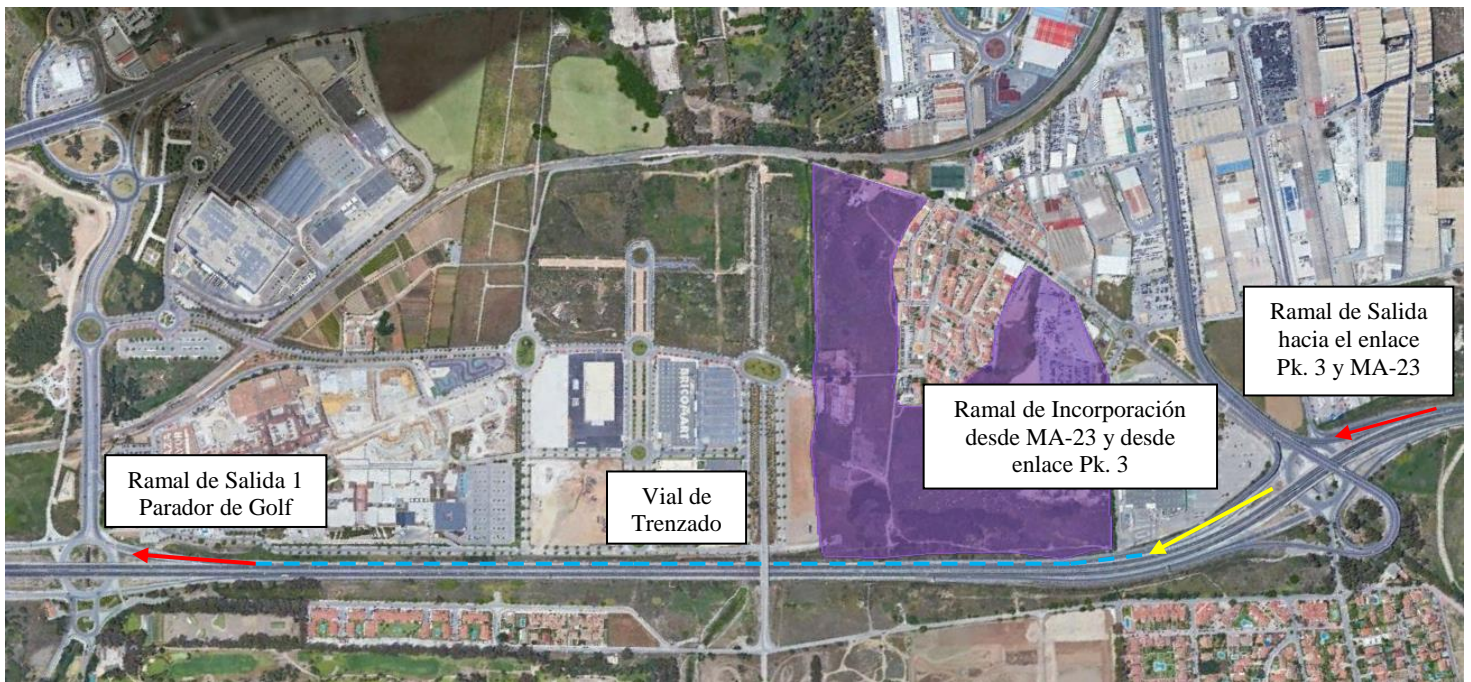 Ramal de Salida
hacia el enlace
Pk. 3 y MA-23
Ramal de Incorporación
desde MA-23 y desde
enlace Pk. 3
Ramal de Salida 1
Parador de Golf
Vial de
Trenzado
BRICOMART